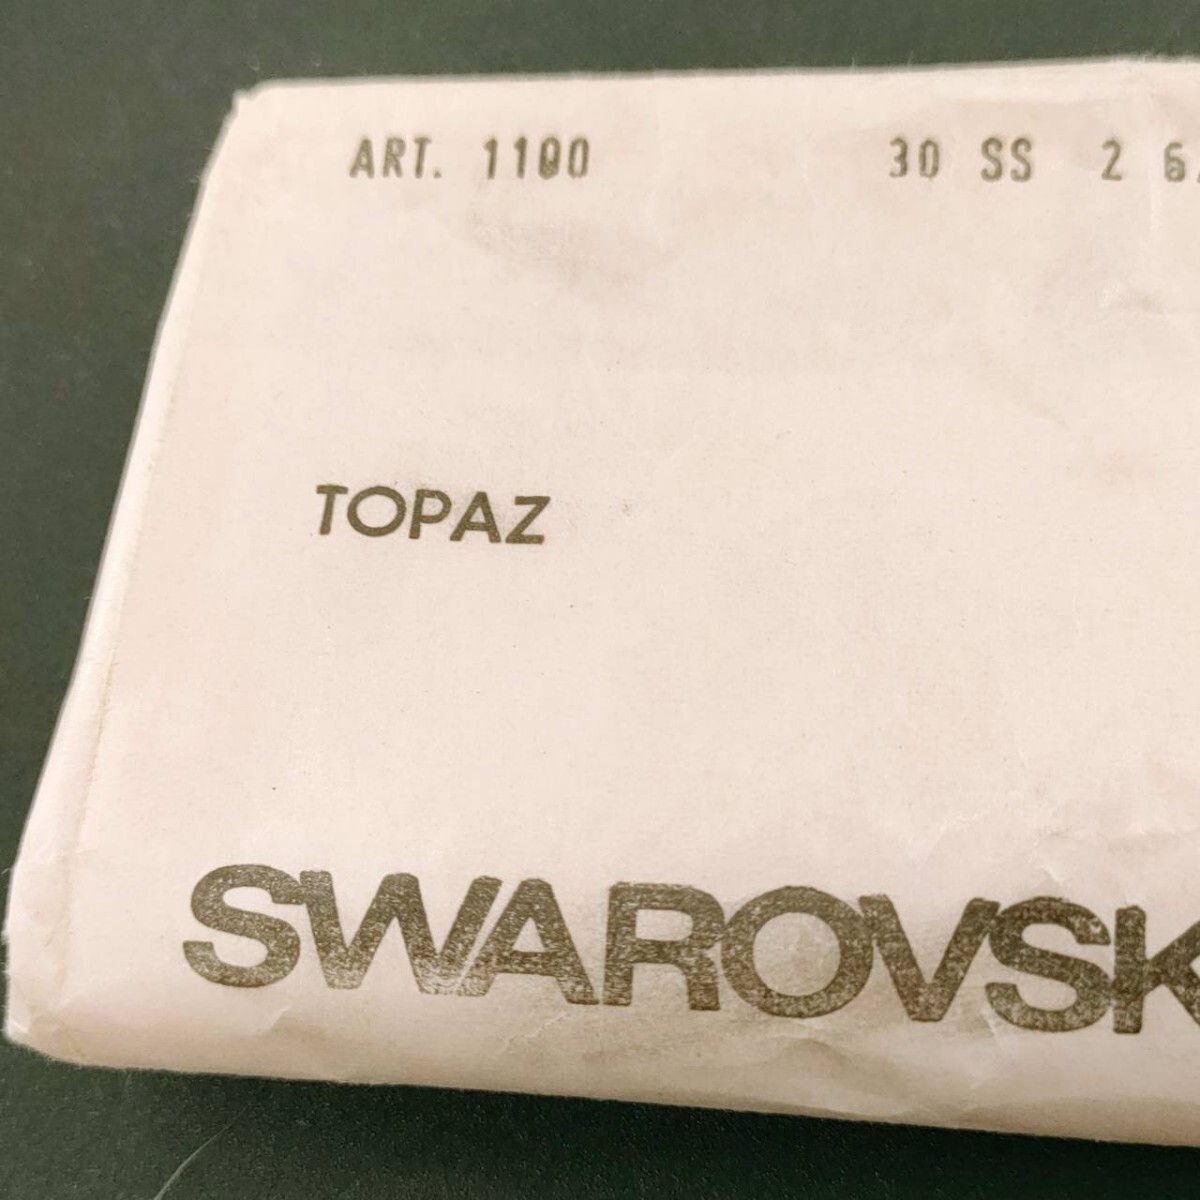 ART. 1100 30 SS 2 G
TOPAZ
SWAROVSK